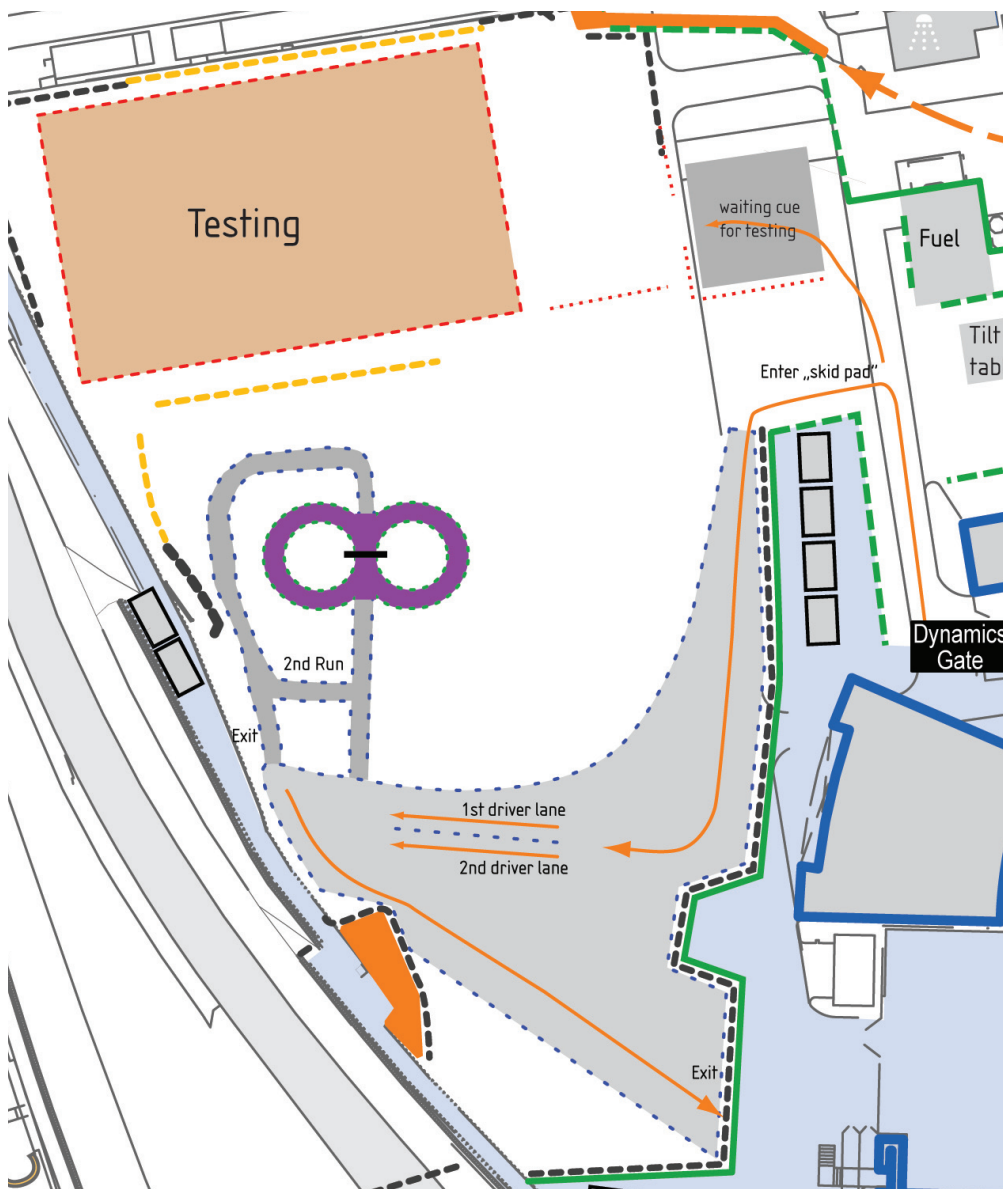 Testing
waiting cue
for testing
Fuel
Tilt
tab
Enter „skid pad"
Dynamics
Gate
2nd Run
Exit
1st driver lane
2nd driver lane
Exit